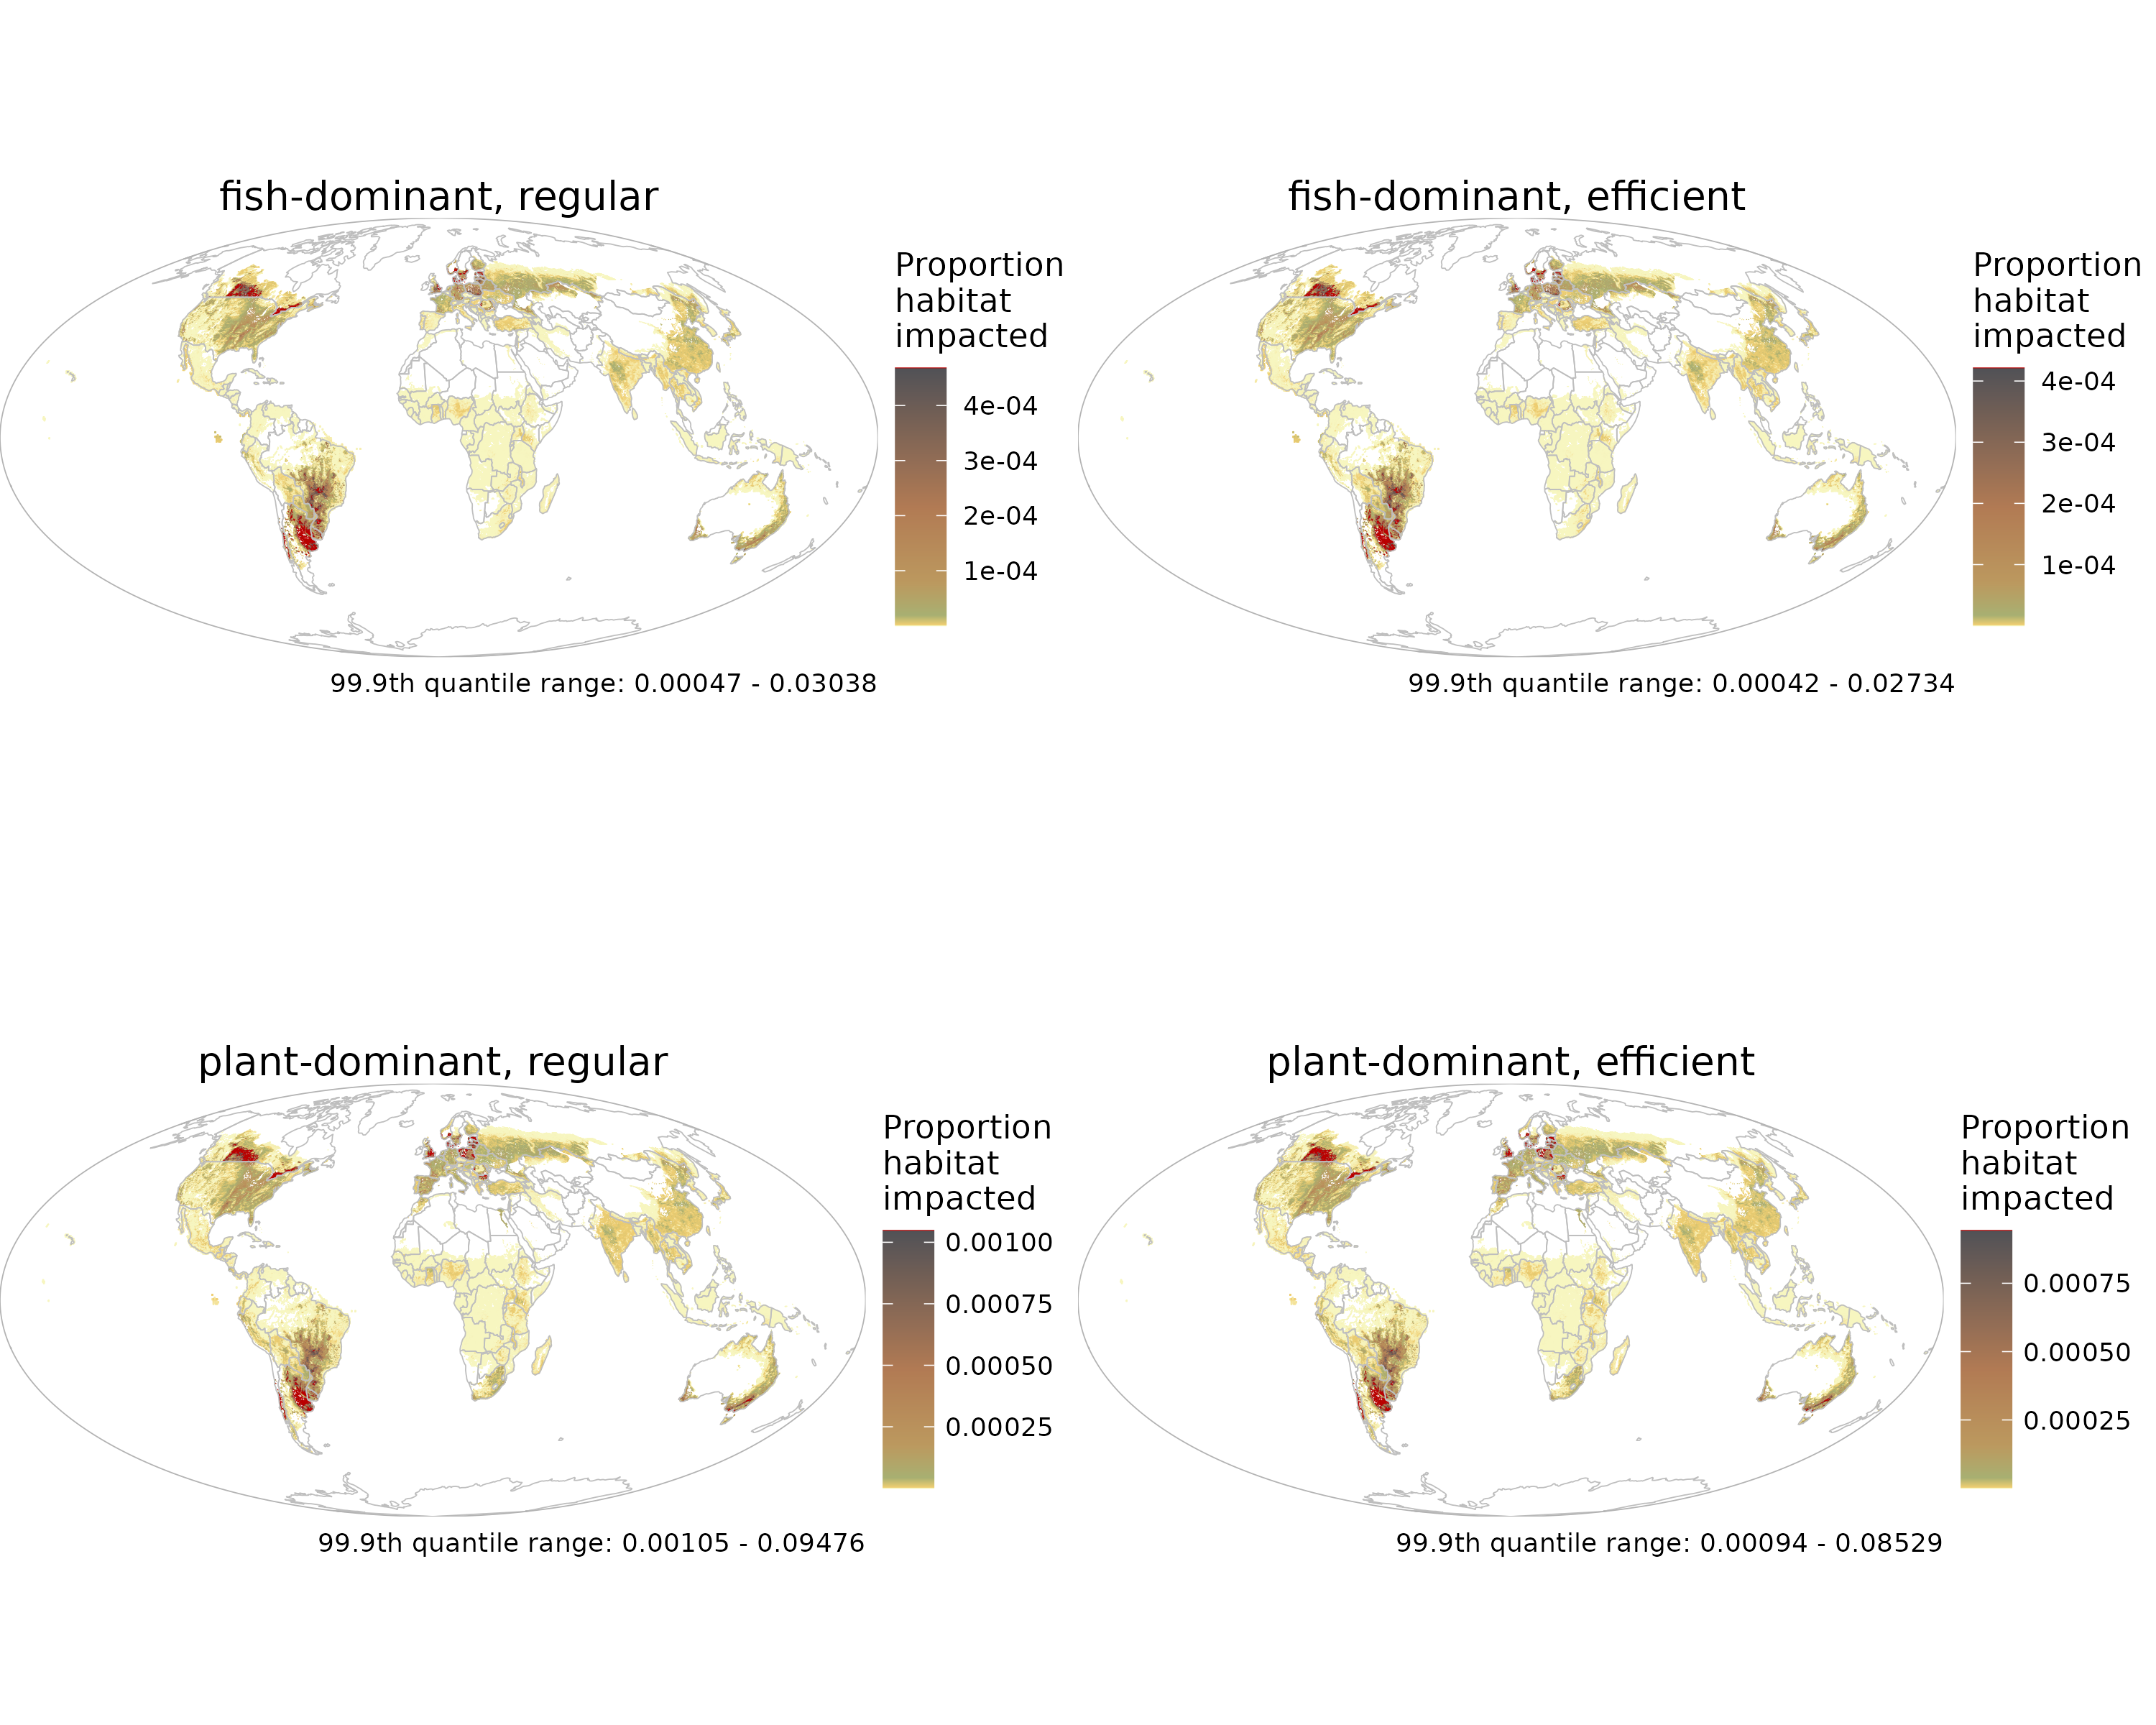 fish-dominant, regular
Proportion
habitat
impacted
4e-04
3e-04
2e-04
1e-04
99.9th quantile range: 0.00047 - 0.03038
fish-dominant, efficient
Proportion
habitat
impacted
4e-04
3e-04
2e-04
1e-04
99.9th quantile range: 0.00042 - 0.02734
plant-dominant, regular
Proportion
habitat
impacted
0.00100
0.00075
0.00050
0.00025
99.9th quantile range: 0.00105 - 0.09476
plant-dominant, efficient
Proportion
habitat
impacted
0.00075
0.00050
0.00025
99.9th quantile range: 0.00094 - 0.08529